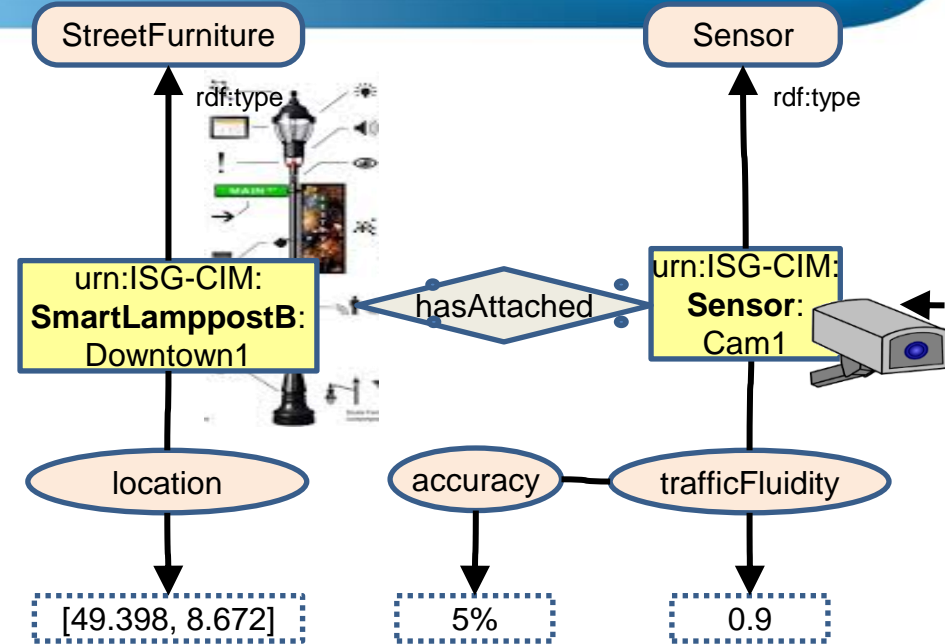 StreetFurniture
Sensor
rdf:type
rdf:type
!
MAIN
urn:ISG-CIM:
SmartLamppostB:
Downtown1
hasAttached
urn:ISG-CIM:
Sensor:
Cam1
location
accuracy
trafficFluidity
[49.398, 8.672]
5%
0.9